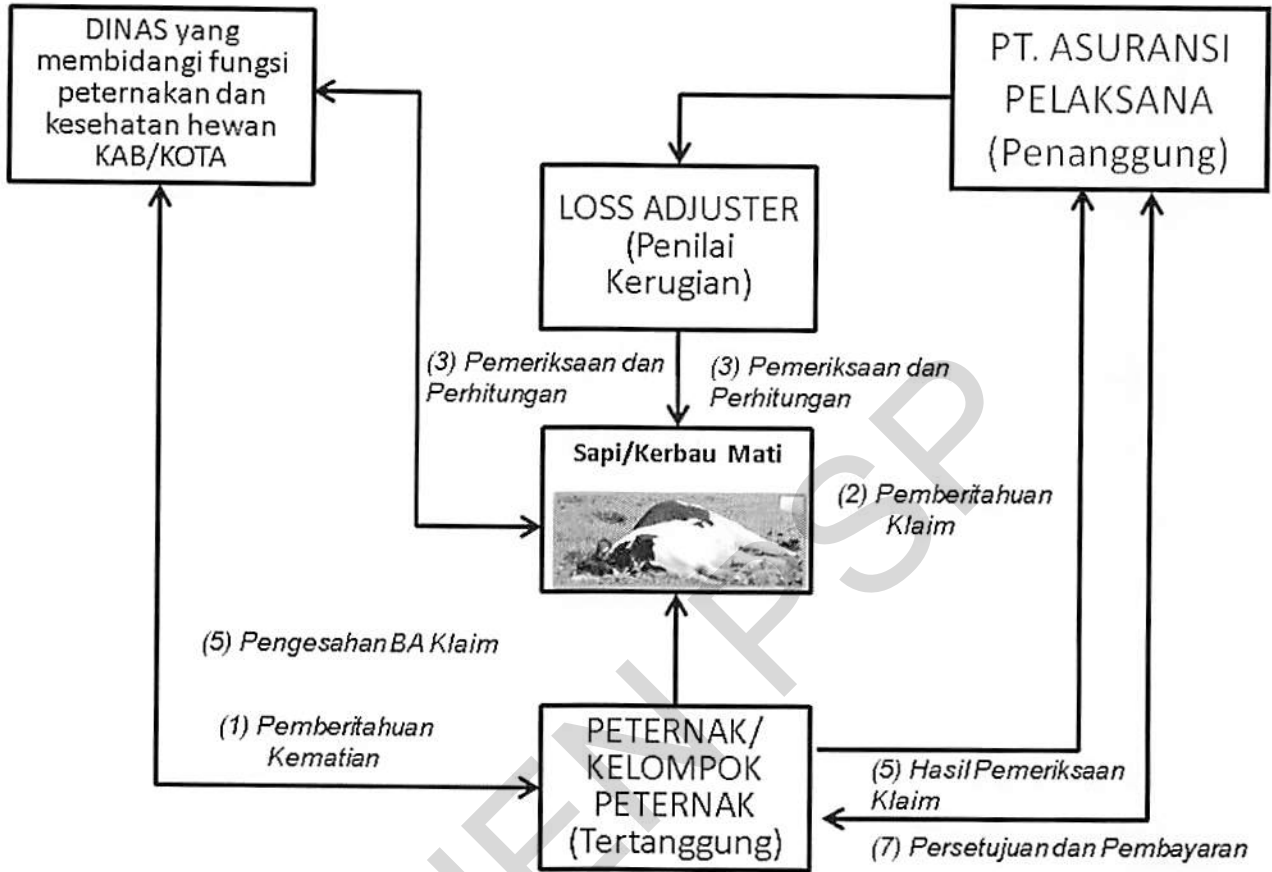 DINAS yang
membidangi fungsi
peternakan dan
kesehatan hewan
KAB/KOTA
PT. ASURANSI
PELAKSANA
(Penanggung)
LOSS ADJUSTER
(Penilai
Kerugian)
(3) Pemeriksaan dan
Perhitungan
(3) Pemeriksaan dan
Perhitungan
Sapi/Kerbau Mati
(2) Pemberitahuan
Klaim
(5) Pengesahan BA Klaim
(1) Pemberitahuan
Kematian
PETERNAK/
KELOMPOK
PETERNAK
(Tertanggung)
(5) Hasil Pemeriksaan
Klaim
(7) Persetujuan dan Pembayaran
EN PSP